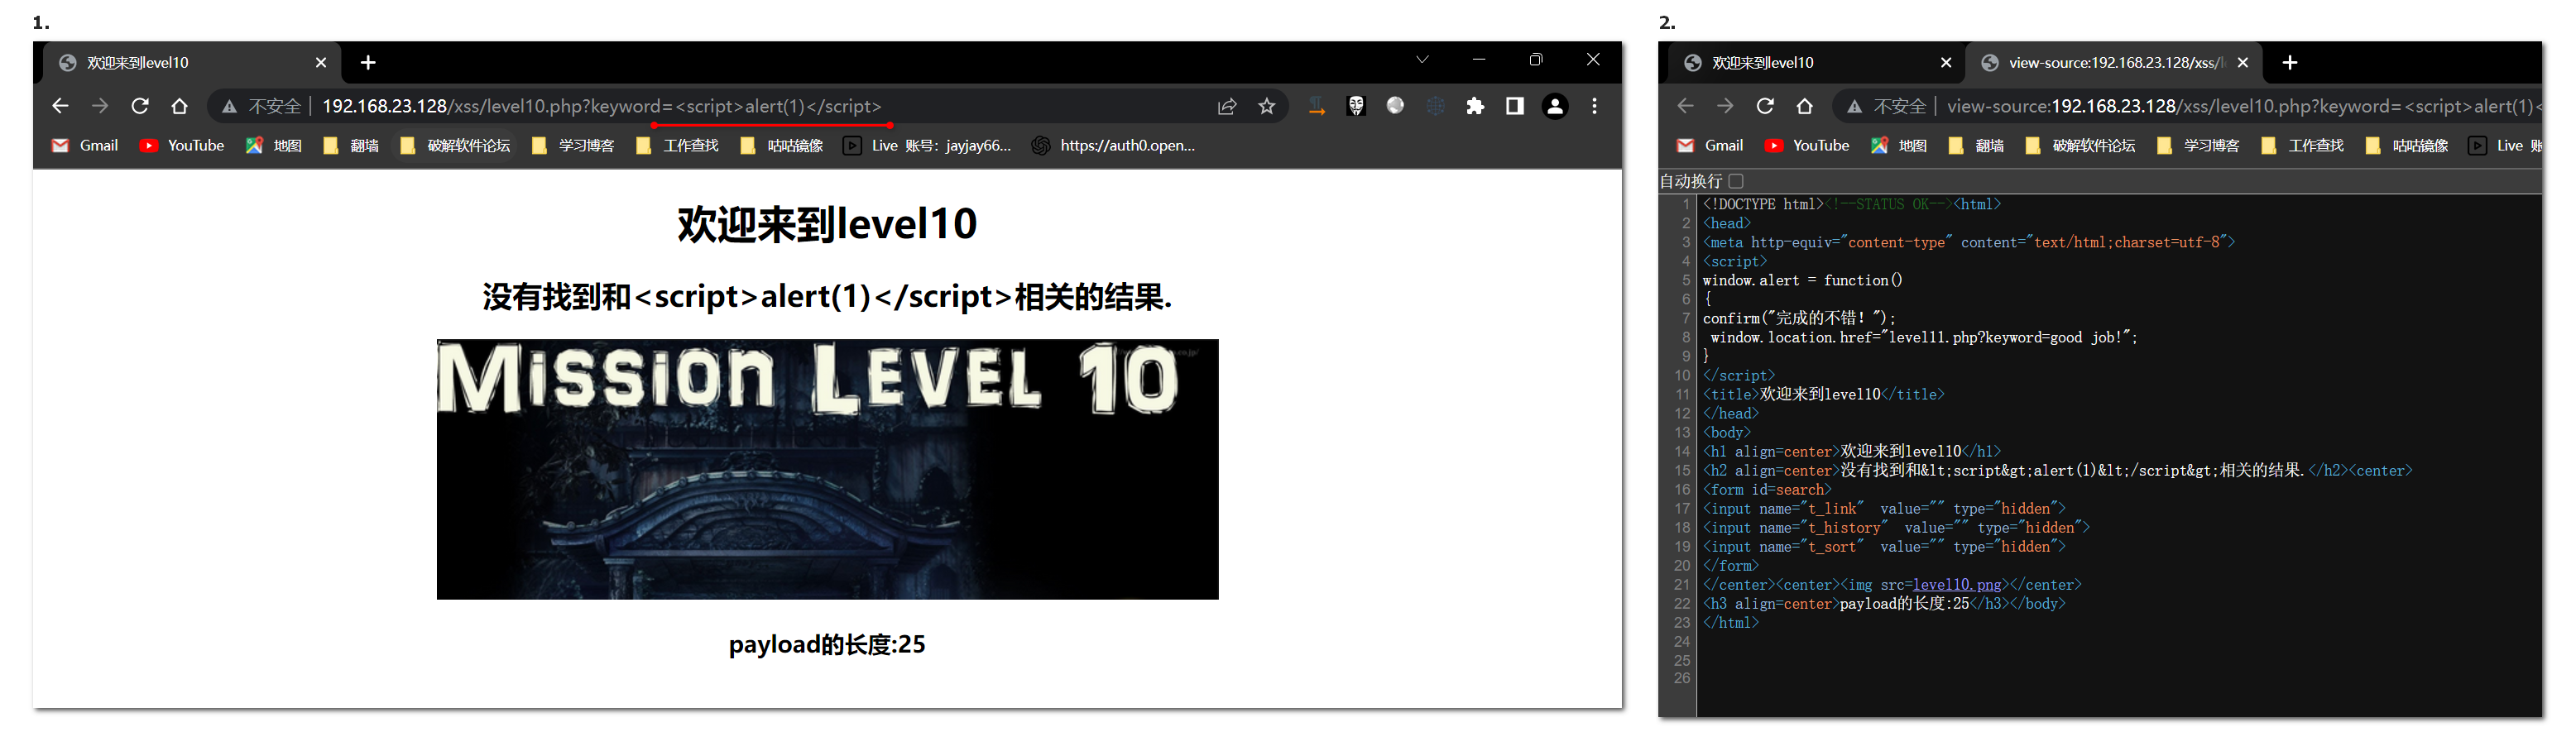 1.
欢迎来到level10
不安全 | 192.168.23.128/xss/level10.php?keyword=<script>alert(1)</script>
Gmail YouTube 地图 翻墙 破解软件论坛 学习博客 工作查找 咕咕镜像 Live 账号：jayjay66... https://auth0.open...
欢迎来到level10
没有找到和<script>alert(1)</script>相关的结果.
Mission Level 10
payload的长度:25
2.
欢迎来到level10 view-source:192.168.23.128/xss/l
不安全 | view-source:192.168.23.128/xss/level10.php?keyword=<script>alert(1)<
Gmail YouTube 地图 翻墙 破解软件论坛 学习博客 工作查找 咕咕镜像 Live
自动换行
1 <!DOCTYPE html><!--STATUS OK--><html>
2 <head>
3 <meta http-equiv="content-type" content="text/html;charset=utf-8">
4 <script>
5 window.alert = function()
6 {
7 confirm("完成的不错！");
8 window.location.href="level11.php?keyword=good job!";
9 }
10 </script>
11 <title>欢迎来到level10</title>
12 </head>
13 <body>
14 <h1 align=center>欢迎来到level10</h1>
15 <h2 align=center>没有找到和&lt;script&gt;alert(1)&lt;/script&gt;相关的结果.</h2><center>
16 <form id=search>
17 <input name="t_link"  value="" type="hidden">
18 <input name="t_history"  value="" type="hidden">
19 <input name="t_sort"  value="" type="hidden">
20 </form>
21 </center><center><img src=level10.png></center>
22 <h3 align=center>payload的长度:25</h3></body>
23 </html>
24
25
26